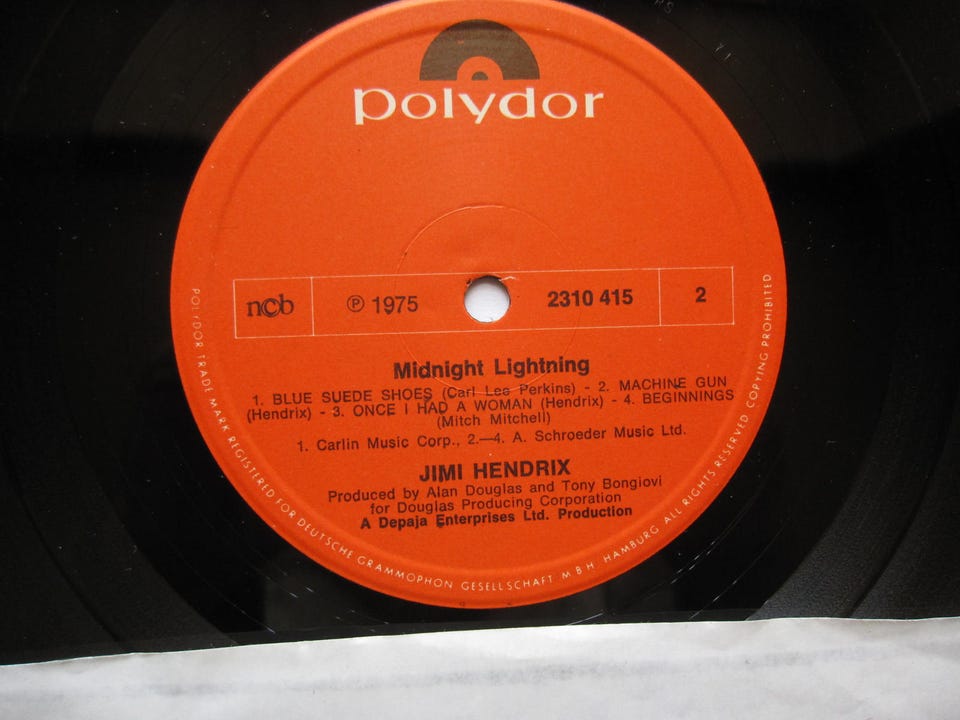 polydor
ncb ℗ 1975 2310 415 2
Midnight Lightning
1. BLUE SUEDE SHOES (Carl Lee Perkins) - 2. MACHINE GUN
(Hendrix) - 3. ONCE I HAD A WOMAN (Hendrix) - 4. BEGINNINGS
(Mitch Mitchell)
1. Carlin Music Corp., 2.—4. A. Schroeder Music Ltd.
JIMI HENDRIX
Produced by Alan Douglas and Tony Bongiovi
for Douglas Producing Corporation
A Depaja Enterprises Ltd. Production
POLYDOR TRADE MARK REGISTERED FOR DEUTSCHE GRAMMOPHON GESELLSCHAFT M B H HAMBURG ALL RIGHTS RESERVED COPYING PROHIBITED